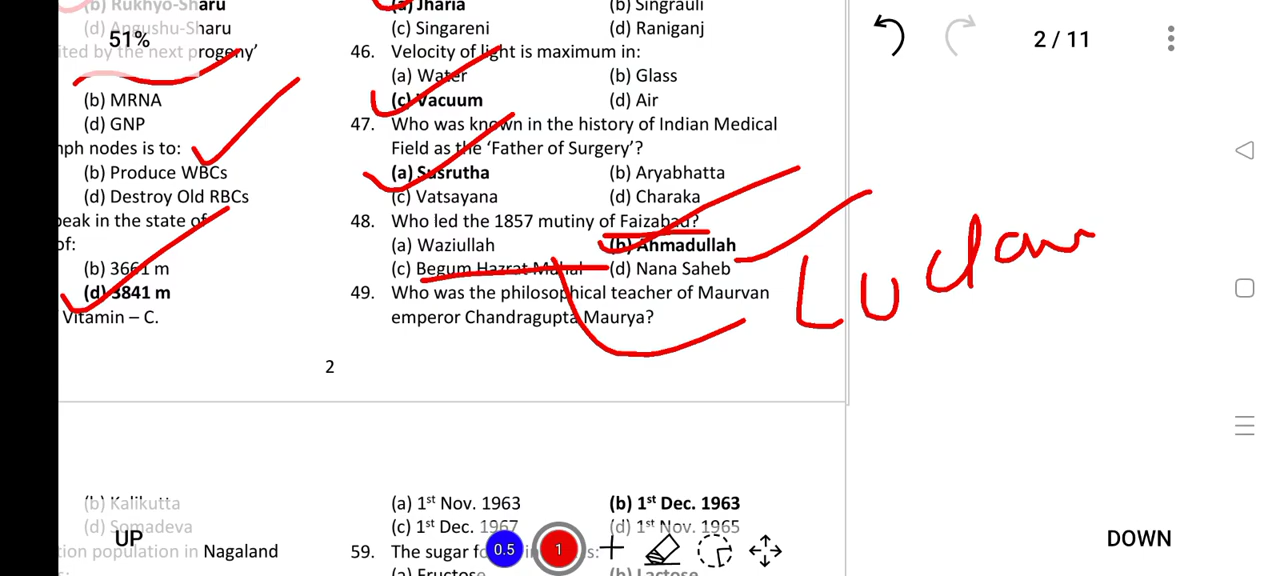 51%
2 / 11
(b) Rukhyo-Sharu
(d) Angushu-Sharu
ited by the next progeny’
(b) MRNA
(d) GNP
nph nodes is to:
(b) Produce WBCs
(d) Destroy Old RBCs
peak in the state of
of:
(b) 3661 m
(d) 3841 m
Vitamin – C.
(a) Jharia (b) Singrauli
(c) Singareni (d) Raniganj
46. Velocity of light is maximum in:
(a) Water (b) Glass
(c) Vacuum (d) Air
47. Who was known in the history of Indian Medical
Field as the ‘Father of Surgery’?
(a) Susrutha (b) Aryabhatta
(c) Vatsayana (d) Charaka
48. Who led the 1857 mutiny of Faizabad?
(a) Waziullah (b) Ahmadullah
(c) Begum Hazrat Mahal (d) Nana Saheb
49. Who was the philosophical teacher of Maurvan
emperor Chandragupta Maurya?
2
(b) Kalikutta
(d) Somadeva
tion population in Nagaland
(a) 1st Nov. 1963 (b) 1st Dec. 1963
(c) 1st Dec. 1967 (d) 1st Nov. 1965
59. The sugar
(a) Fructose (b) Lactose
UP
0.5
1
DOWN